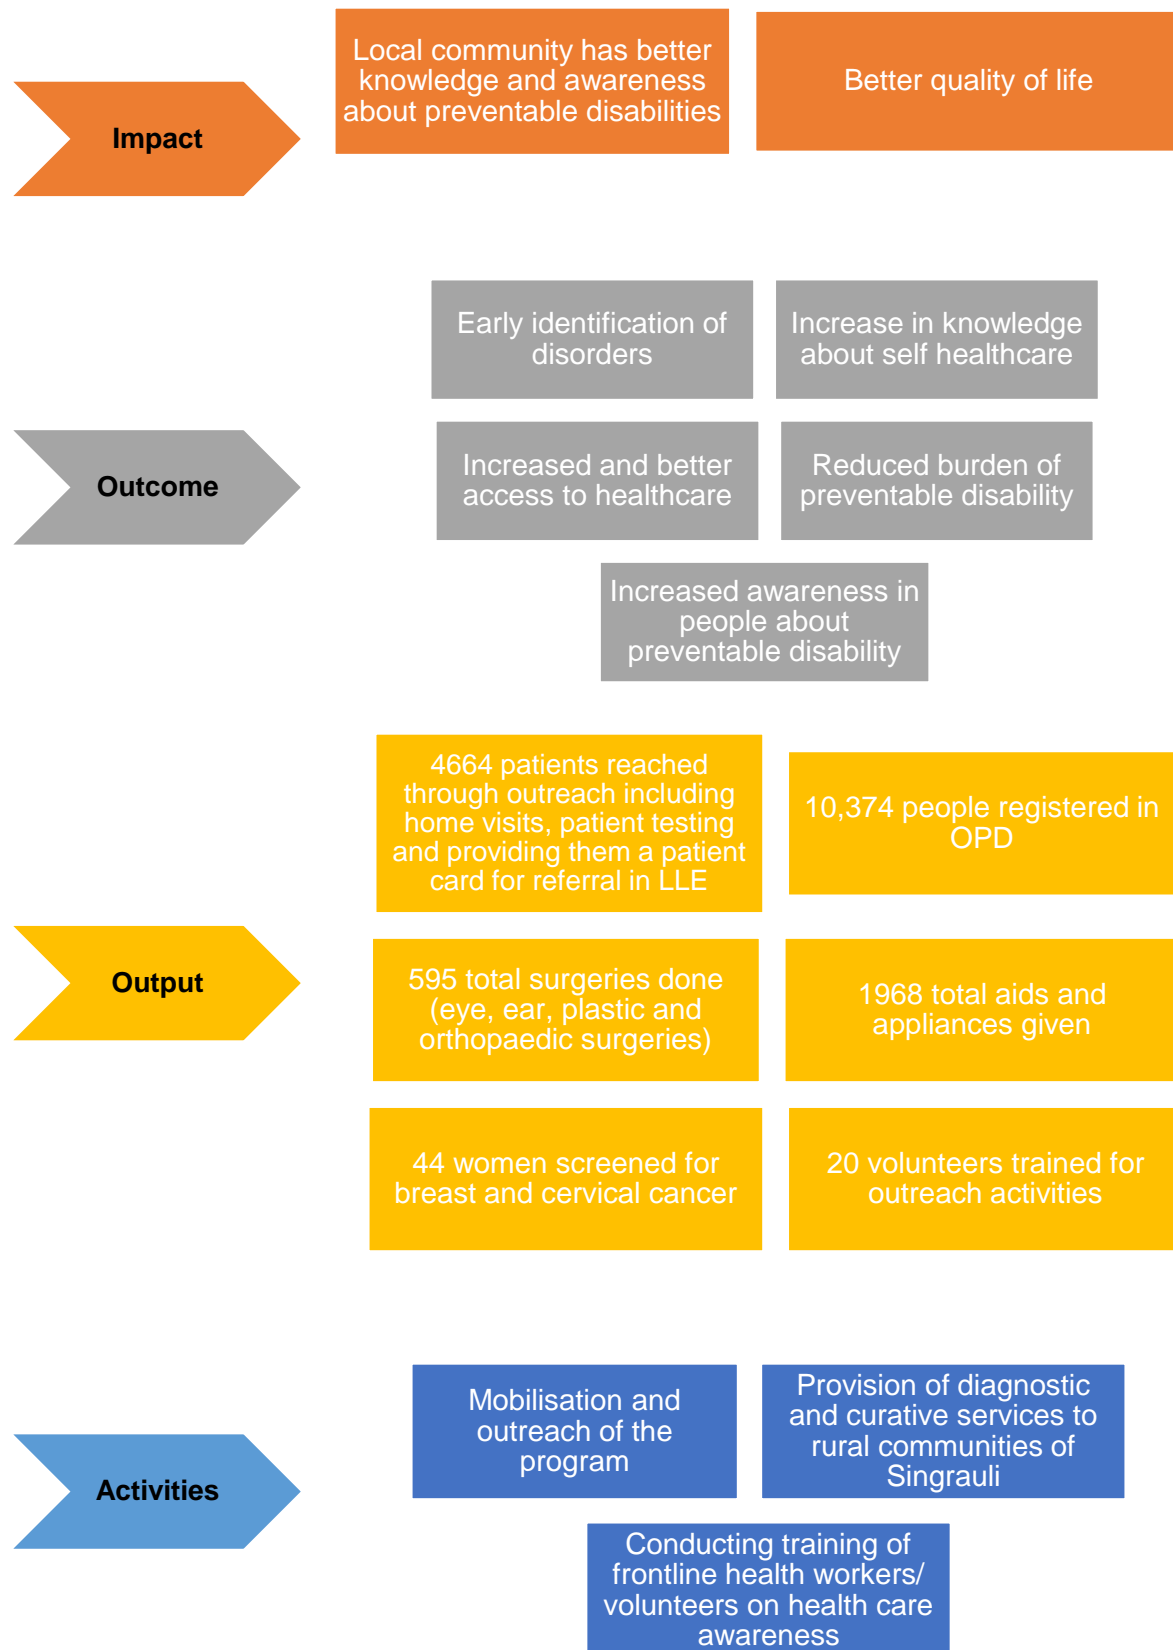 Impact
Local community has better
knowledge and awareness
about preventable disabilities
Better quality of life
Outcome
Early identification of
disorders
Increase in knowledge
about self healthcare
Increased and better
access to healthcare
Reduced burden of
preventable disability
Increased awareness in
people about
preventable disability
Output
4664 patients reached
through outreach including
home visits, patient testing
and providing them a patient
card for referral in LLE
10,374 people registered in
OPD
595 total surgeries done
(eye, ear, plastic and
orthopaedic surgeries)
1968 total aids and
appliances given
44 women screened for
breast and cervical cancer
20 volunteers trained for
outreach activities
Activities
Mobilisation and
outreach of the
program
Provision of diagnostic
and curative services to
rural communities of
Singrauli
Conducting training of
frontline health workers/
volunteers on health care
awareness